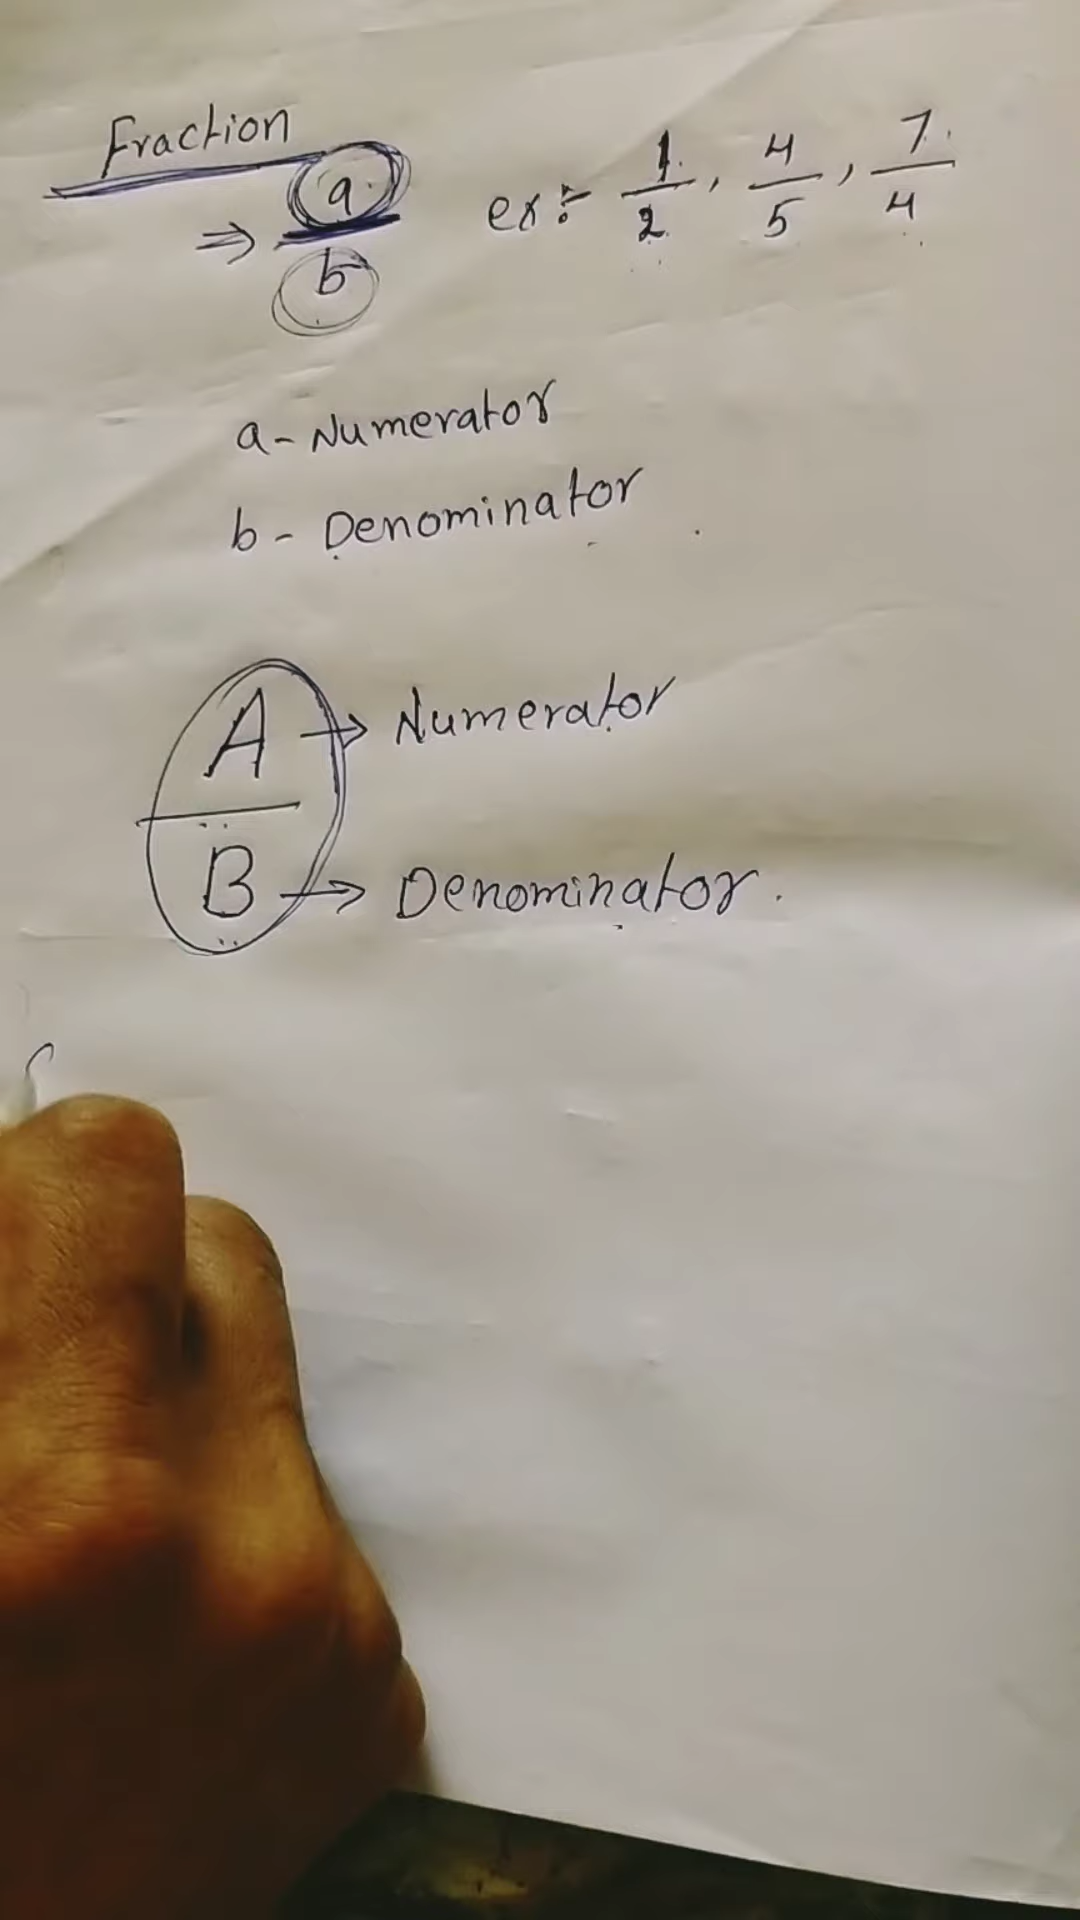 Fraction
⇒ a/b ex:- 1/2, 4/5, 7/4
a - Numerator
b - Denominator
A → Numerator
B → Denominator.